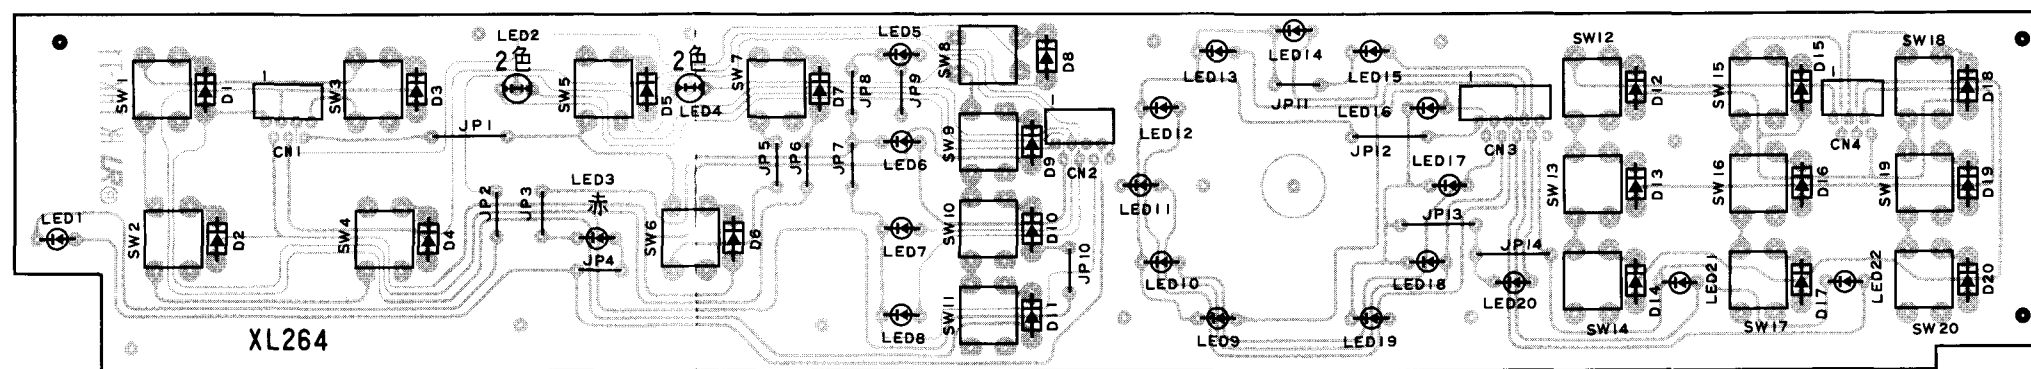 LED2
2色
2色
LED5
LED14
SW12
D15
SW18
SW1
D1
1
SW3
D3
SW5
D5
LED4
SW7
D7
JP8
JP9
SW8
D8
LED13
LED15
JP11
LED16
1
D12
SW15
1
D18
CN1
JP1
JP5
JP6
JP7
LED6
SW9
D9
1
CN2
LED12
JP12
LED17
CN3
SW13
D13
SW16
D16
CN4
SW19
D19
LED1
SW2
D2
SW4
D4
JP2
JP3
LED3
赤
JP4
SW6
D6
LED7
SW10
D10
JP10
LED11
LED10
JP13
JP14
LED18
LED20
D14
LED21
D17
LED22
D20
XL264
LED8
SW11
D11
LED9
LED19
SW14
SW17
SW20